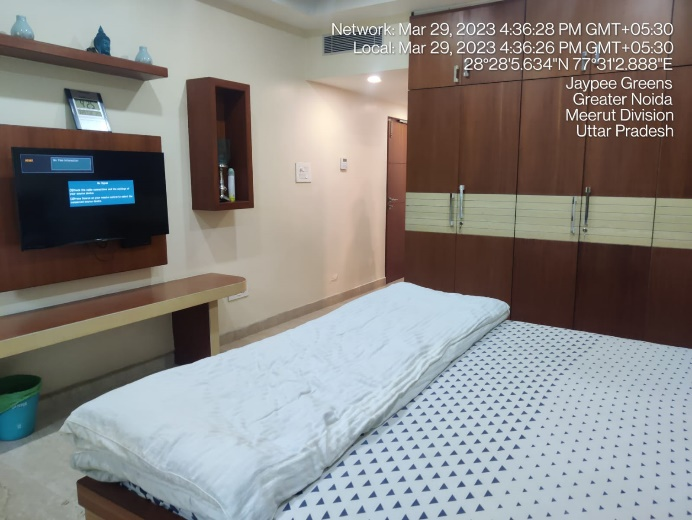 Network: Mar 29, 2023 4:36:28 PM GMT+05:30
Local: Mar 29, 2023 4:36:26 PM GMT+05:30
28°28'5.634"N 77°31'2.888"E
Jaypee Greens
Greater Noida
Meerut Division
Uttar Pradesh
No Signal